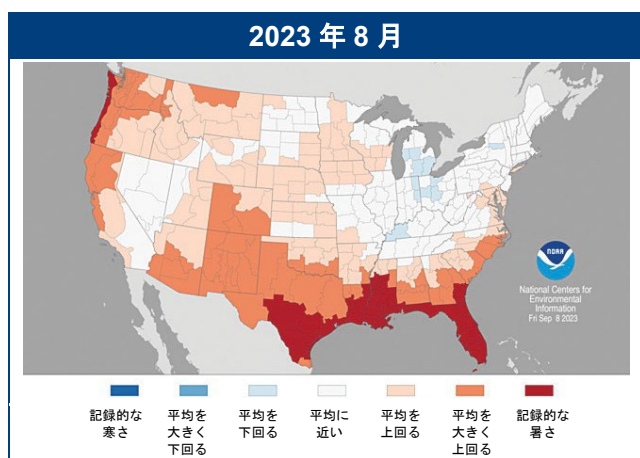 2023 年 8 月
NOAA
National Centers for
Environmental
Information
Fri Sep 8 2023
記録的な
寒さ
平均を
大きく
下回る
平均を
下回る
平均に
近い
平均を
上回る
平均を
大きく
上回る
記録的な
暑さ